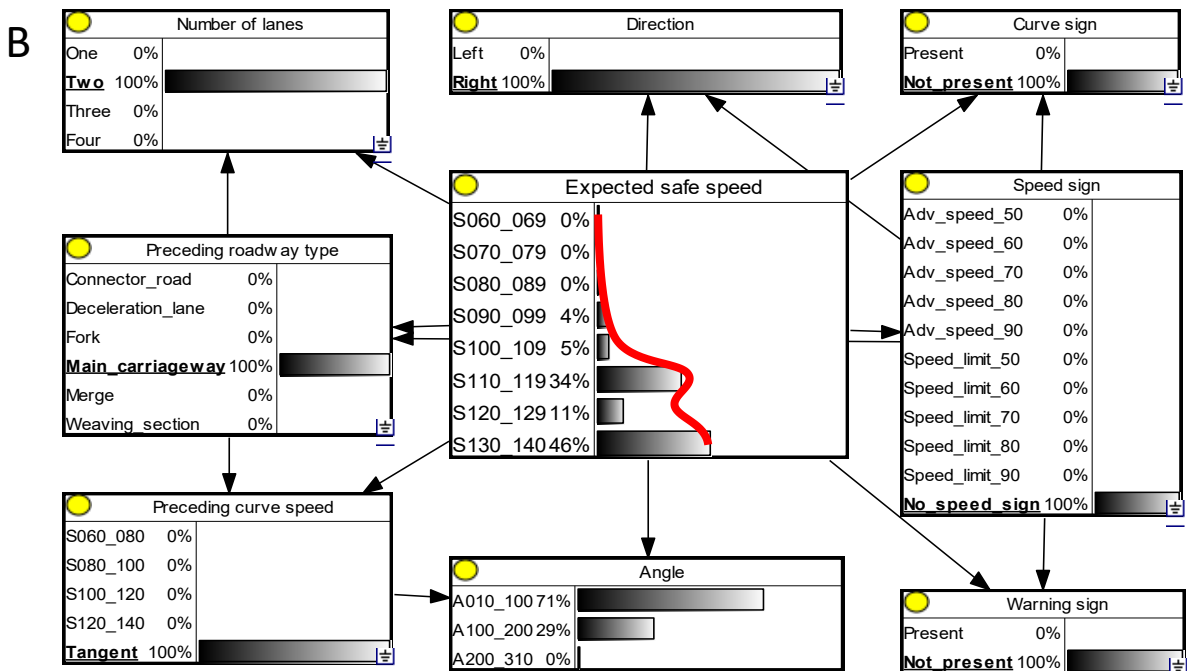 B
Number of lanes
One 0%
Two 100%
Three 0%
Four 0%
Direction
Left 0%
Right 100%
Curve sign
Present 0%
Not_present 100%
Preceding roadway type
Connector_road 0%
Deceleration_lane 0%
Fork 0%
Main_carriageway 100%
Merge 0%
Weaving_section 0%
Expected safe speed
S060_069 0%
S070_079 0%
S080_089 0%
S090_099 4%
S100_109 5%
S110_119 34%
S120_129 11%
S130_140 46%
Speed sign
Adv_speed_50 0%
Adv_speed_60 0%
Adv_speed_70 0%
Adv_speed_80 0%
Adv_speed_90 0%
Speed_limit_50 0%
Speed_limit_60 0%
Speed_limit_70 0%
Speed_limit_80 0%
Speed_limit_90 0%
No_speed_sign 100%
Preceding curve speed
S060_080 0%
S080_100 0%
S100_120 0%
S120_140 0%
Tangent 100%
Angle
A010_100 71%
A100_200 29%
A200_310 0%
Warning sign
Present 0%
Not_present 100%